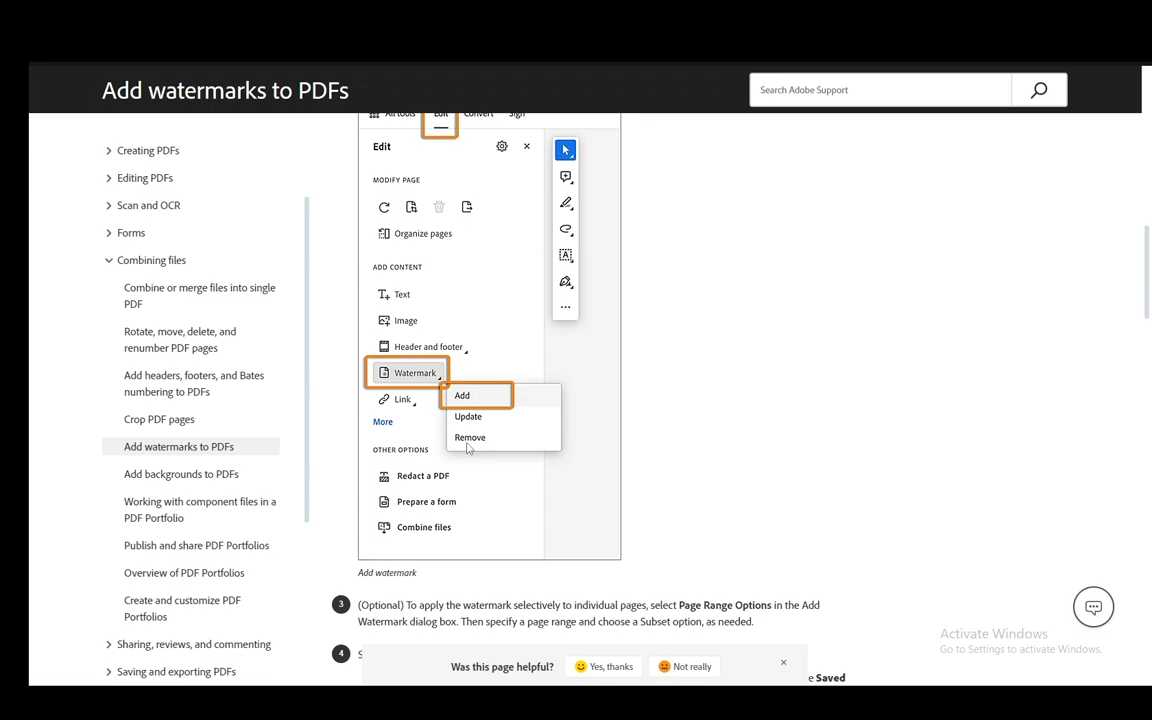 Add watermarks to PDFs
Search Adobe Support
Creating PDFs
Editing PDFs
Scan and OCR
Forms
Combining files
Combine or merge files into single
PDF
Rotate, move, delete, and
renumber PDF pages
Add headers, footers, and Bates
numbering to PDFs
Crop PDF pages
Add watermarks to PDFs
Add backgrounds to PDFs
Working with component files in a
PDF Portfolio
Publish and share PDF Portfolios
Overview of PDF Portfolios
Create and customize PDF
Portfolios
Sharing, reviews, and commenting
Saving and exporting PDFs
All tools Edit Convert Sign
Edit
MODIFY PAGE
Organize pages
ADD CONTENT
Text
Image
Header and footer
Watermark
Add
Link
Update
More
Remove
OTHER OPTIONS
Redact a PDF
Prepare a form
Combine files
Add watermark
3 (Optional) To apply the watermark selectively to individual pages, select Page Range Options in the Add
Watermark dialog box. Then specify a page range and choose a Subset option, as needed.
4 S
Was this page helpful? Yes, thanks Not really
e Saved
Activate Windows
Go to Settings to activate Windows.